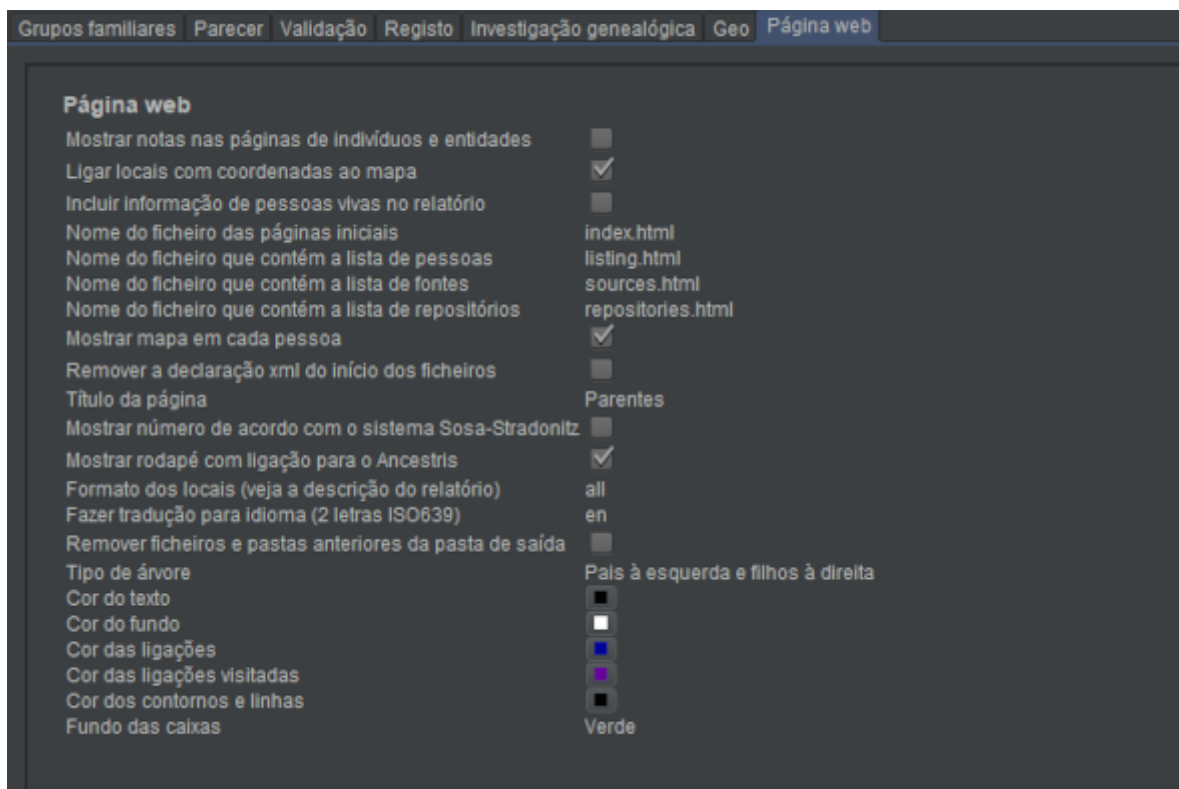 Grupos familiares Parecer Validação Registo Investigação genealógica Geo Página web
Página web
Mostrar notas nas páginas de indivíduos e entidades
Ligar locais com coordenadas ao mapa
Incluir informação de pessoas vivas no relatório
Nome do ficheiro das páginas iniciais index.html
Nome do ficheiro que contém a lista de pessoas listing.html
Nome do ficheiro que contém a lista de fontes sources.html
Nome do ficheiro que contém a lista de repositórios repositories.html
Mostrar mapa em cada pessoa
Remover a declaração xml do início dos ficheiros
Título da página Parentes
Mostrar número de acordo com o sistema Sosa-Stradonitz
Mostrar rodapé com ligação para o Ancestris
Formato dos locais (veja a descrição do relatório) all
Fazer tradução para idioma (2 letras ISO639) en
Remover ficheiros e pastas anteriores da pasta de saída
Tipo de árvore Pais à esquerda e filhos à direita
Cor do texto
Cor do fundo
Cor das ligações
Cor das ligações visitadas
Cor dos contornos e linhas
Fundo das caixas Verde